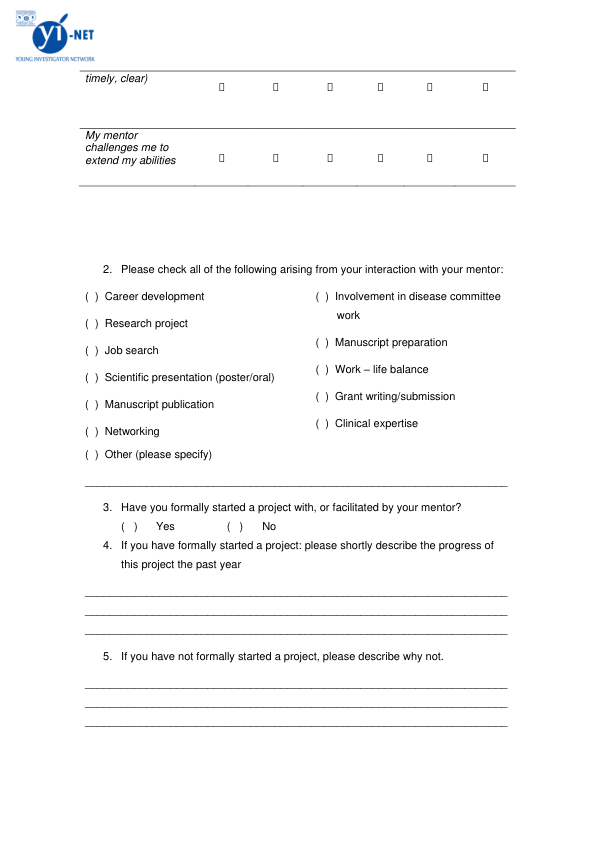 yi-NET
YOUNG INVESTIGATOR NETWORK
timely, clear)
▯ ▯ ▯ ▯ ▯ ▯
My mentor
challenges me to
extend my abilities
▯ ▯ ▯ ▯ ▯ ▯
2. Please check all of the following arising from your interaction with your mentor:
( ) Career development
( ) Research project
( ) Job search
( ) Scientific presentation (poster/oral)
( ) Manuscript publication
( ) Networking
( ) Other (please specify)
( ) Involvement in disease committee
work
( ) Manuscript preparation
( ) Work – life balance
( ) Grant writing/submission
( ) Clinical expertise
3. Have you formally started a project with, or facilitated by your mentor?
( ) Yes ( ) No
4. If you have formally started a project: please shortly describe the progress of
this project the past year
5. If you have not formally started a project, please describe why not.